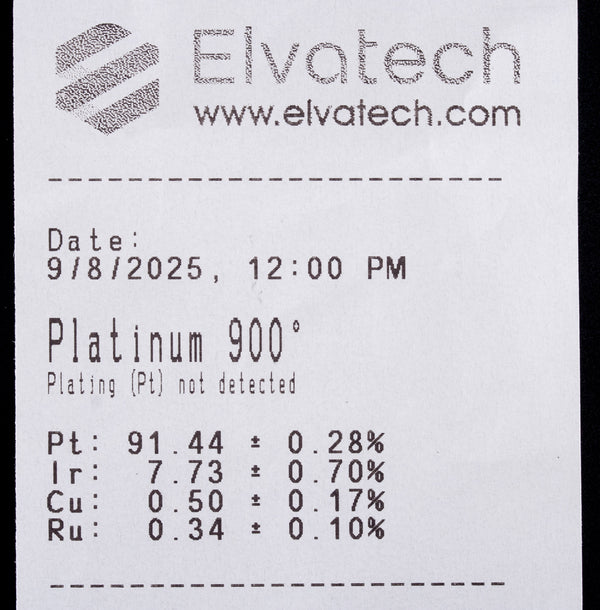 Elvatech
www.elvatech.com
-----------------------
Date:
9/8/2025, 12:00 PM
Platinum 900°
Plating (Pt) not detected
Pt: 91.44 ± 0.28%
Ir: 7.73 ± 0.70%
Cu: 0.50 ± 0.17%
Ru: 0.34 ± 0.10%
-----------------------